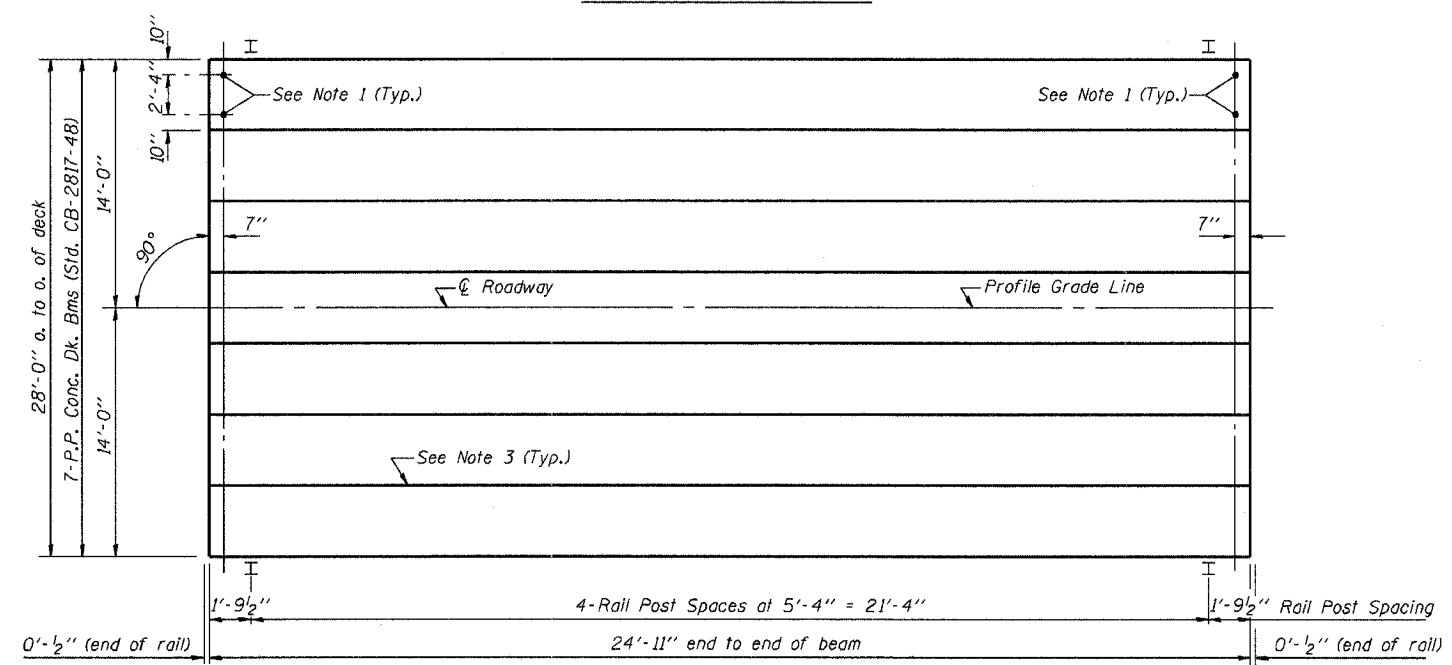 10"
2'-4"
10"
See Note 1 (Typ.)
See Note 1 (Typ.)
28'-0" o. to o. of deck
7-P.P. Conc. Dk. Bms (Std. CB-2817-4B)
14'-0"
14'-0"
90°
7"
7"
℄ Roadway
Profile Grade Line
See Note 3 (Typ.)
1'-9½"
4-Rail Post Spaces at 5'-4" = 21'-4"
1'-9½" Rail Post Spacing
0'-½" (end of rail)
24'-11" end to end of beam
0'-½" (end of rail)